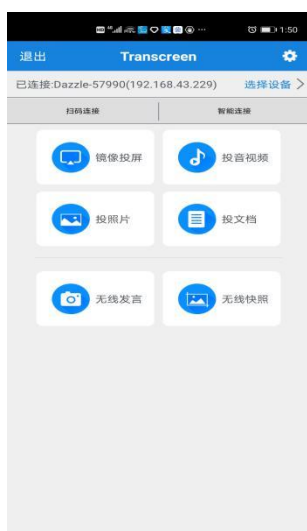 1:50
退出 Transcreen
已连接:Dazzle-57990(192.168.43.229) 选择设备 >
扫码连接 智能连接
镜像投屏 投音视频
投照片 投文档
无线发言 无线快照